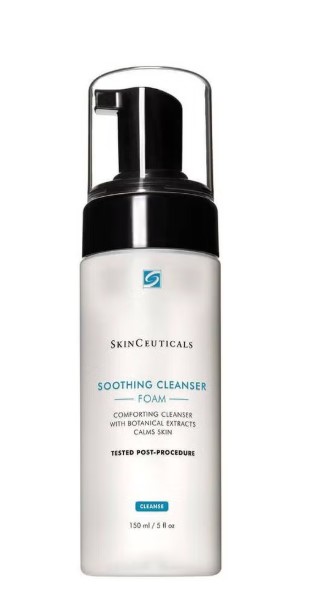 SKINCEUTICALS
SOOTHING CLEANSER
FOAM
COMFORTING CLEANSER
WITH BOTANICAL EXTRACTS
CALMS SKIN
TESTED POST-PROCEDURE
CLEANSE
150 ml / 5 fl oz